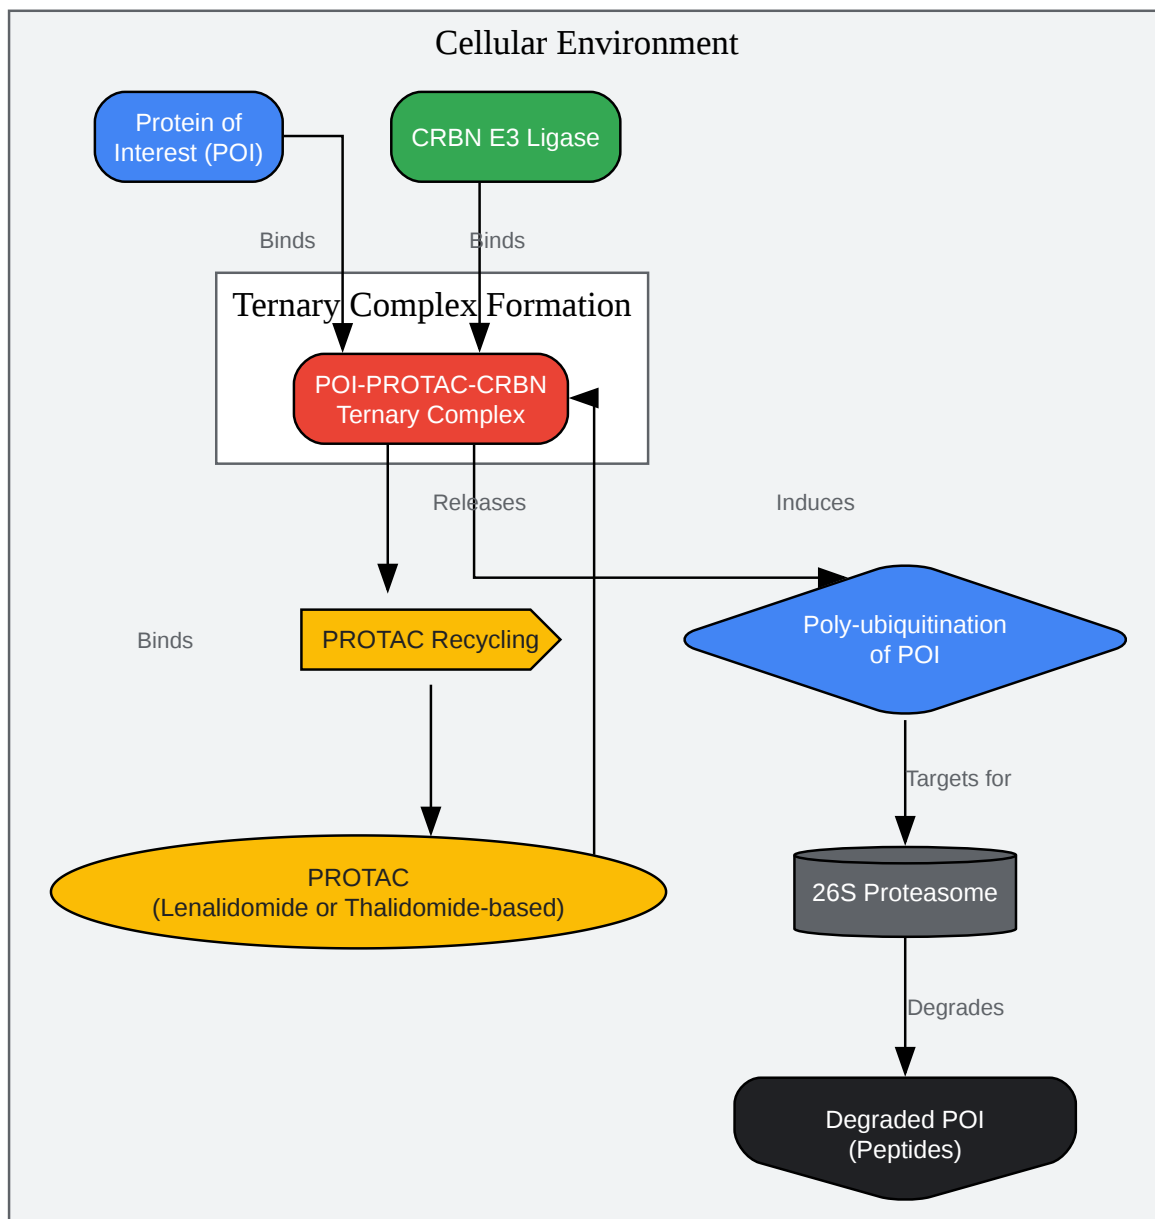 Cellular Environment
Protein of
Interest (POI)
CRBN E3 Ligase
Binds
Binds
Ternary Complex Formation
POI-PROTAC-CRBN
Ternary Complex
Releases
Induces
Binds
PROTAC Recycling
Poly-ubiquitination
of POI
Targets for
PROTAC
(Lenalidomide or Thalidomide-based)
26S Proteasome
Degrades
Degraded POI
(Peptides)